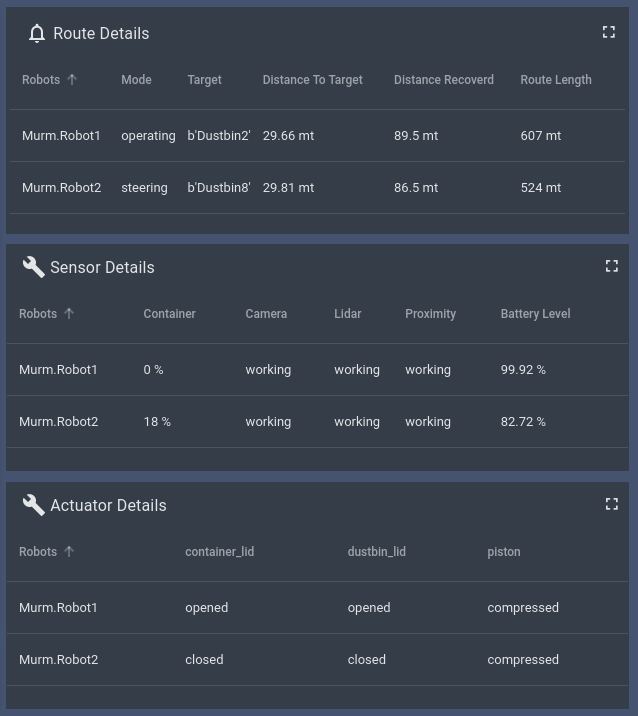 Route Details
Robots Mode Target Distance To Target Distance Recoverd Route Length
Murm.Robot1 operating b'Dustbin2' 29.66 mt 89.5 mt 607 mt
Murm.Robot2 steering b'Dustbin8' 29.81 mt 86.5 mt 524 mt
Sensor Details
Robots Container Camera Lidar Proximity Battery Level
Murm.Robot1 0 % working working working 99.92 %
Murm.Robot2 18 % working working working 82.72 %
Actuator Details
Robots container_lid dustbin_lid piston
Murm.Robot1 opened opened compressed
Murm.Robot2 closed closed compressed